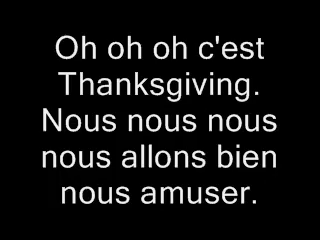 Oh oh oh c'est
Thanksgiving.
Nous nous nous
nous allons bien
nous amuser.